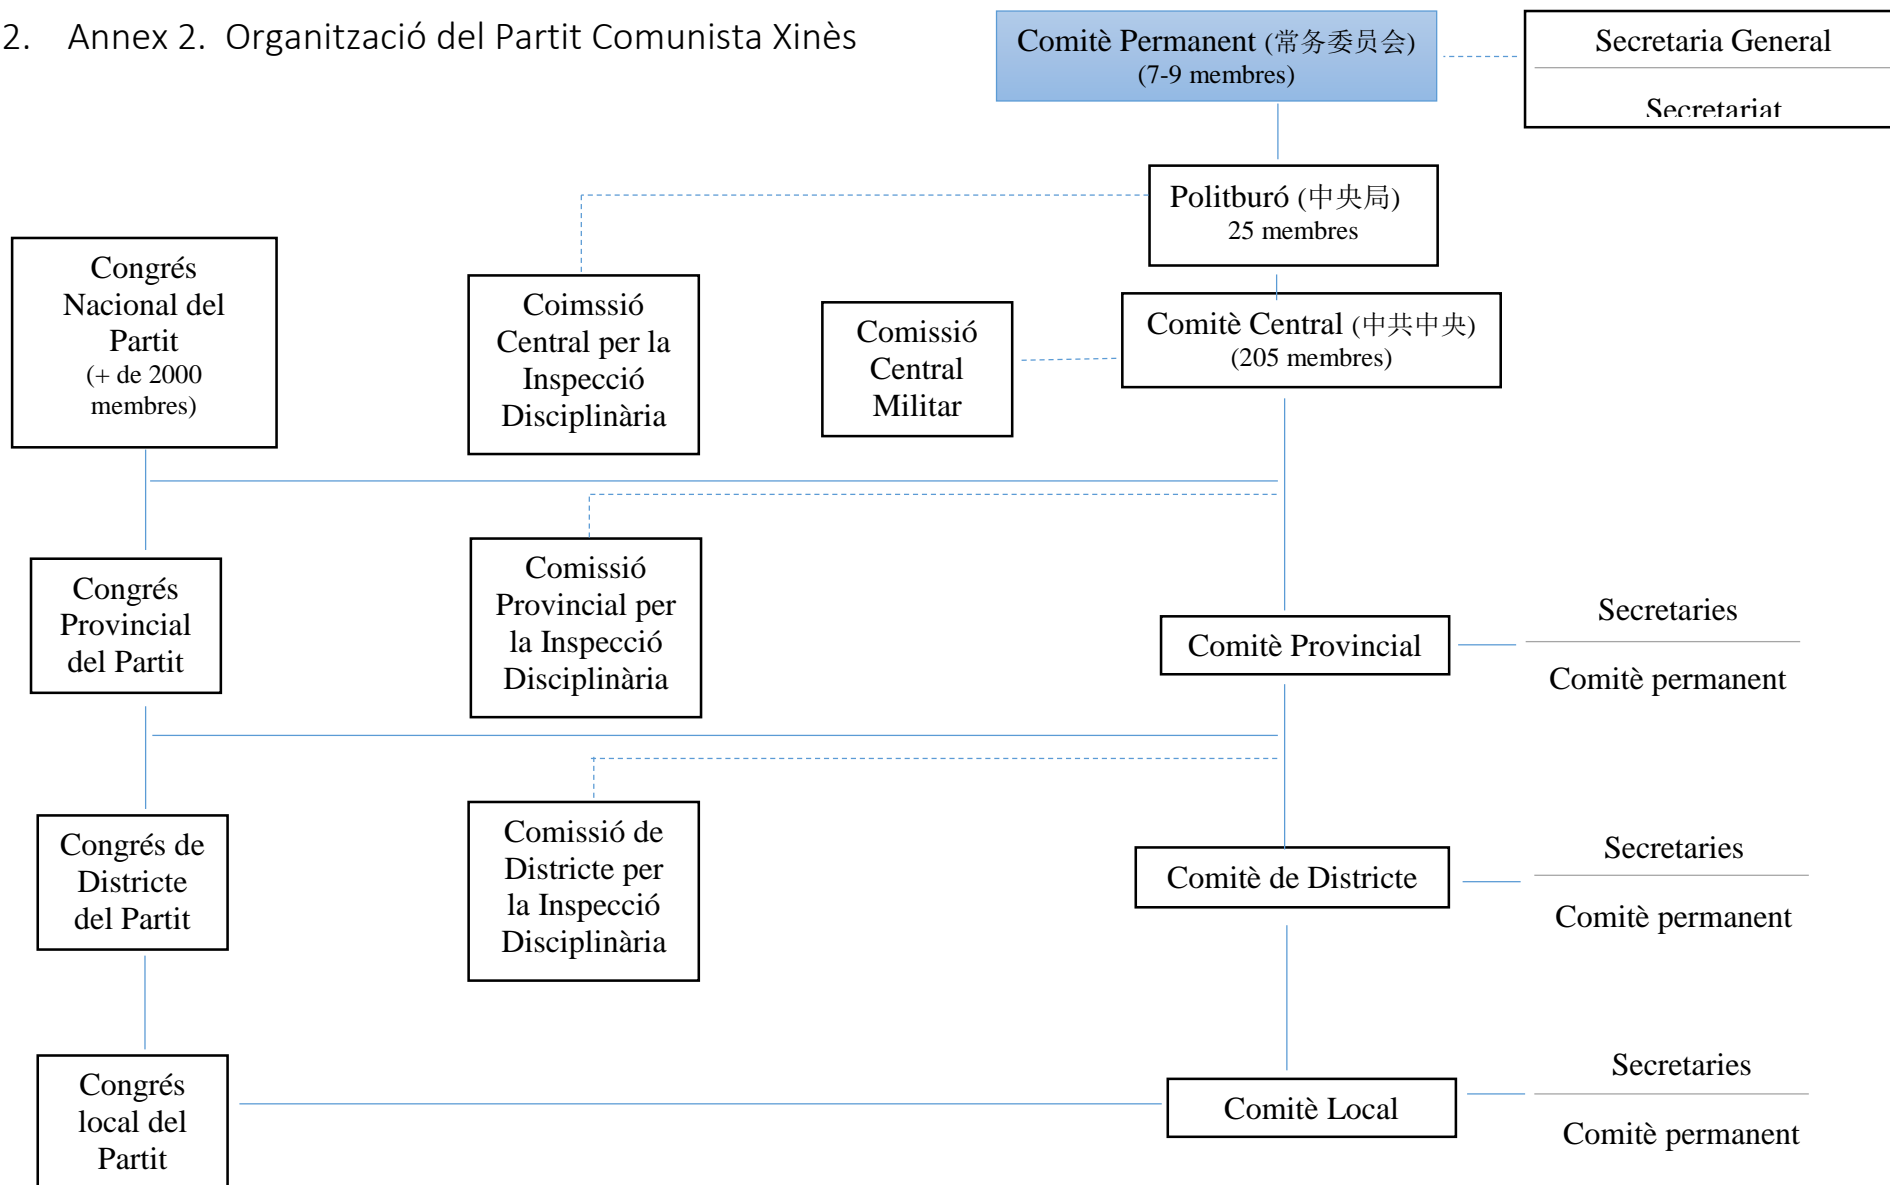 2. Annex 2. Organització del Partit Comunista Xinès
Comitè Permanent (常务委员会)
(7-9 membres)
Secretaria General
Secretariat
Politburó (中央局)
25 membres
Congrés
Nacional del
Partit
(+ de 2000
membres)
Coimssió
Central per la
Inspecció
Disciplinària
Comissió
Central
Militar
Comitè Central (中共中央)
(205 membres)
Congrés
Provincial
del Partit
Comissió
Provincial per
la Inspecció
Disciplinària
Comitè Provincial
Secretaries
Comitè permanent
Congrés de
Districte
del Partit
Comissió de
Districte per
la Inspecció
Disciplinària
Comitè de Districte
Secretaries
Comitè permanent
Congrés
local del
Partit
Comitè Local
Secretaries
Comitè permanent